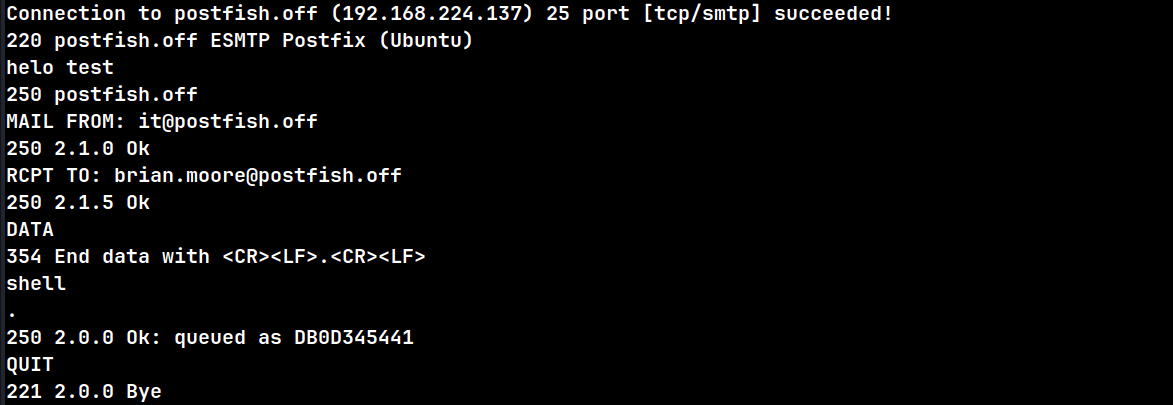 Connection to postfish.off (192.168.224.137) 25 port [tcp/smtp] succeeded!
220 postfish.off ESMTP Postfix (Ubuntu)
helo test
250 postfish.off
MAIL FROM: it@postfish.off
250 2.1.0 Ok
RCPT TO: brian.moore@postfish.off
250 2.1.5 Ok
DATA
354 End data with <CR><LF>.<CR><LF>
shell
.
250 2.0.0 Ok: queued as DB0D345441
QUIT
221 2.0.0 Bye